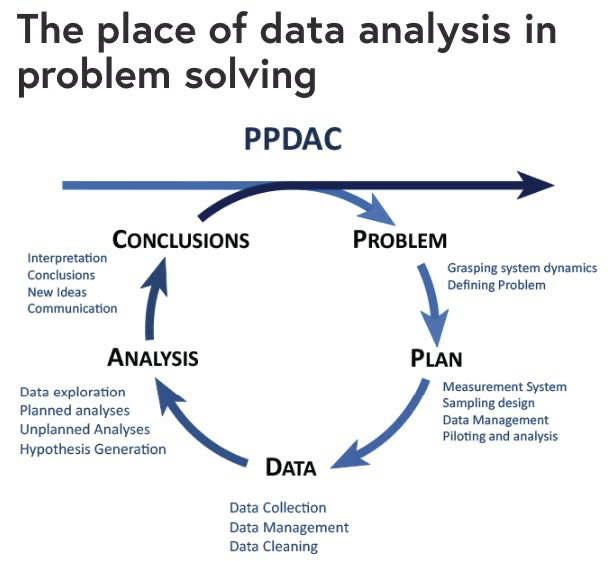 The place of data analysis in
problem solving
PPDAC
CONCLUSIONS
Interpretation
Conclusions
New Ideas
Communication
PROBLEM
Grasping system dynamics
Defining Problem
ANALYSIS
Data exploration
Planned analyses
Unplanned Analyses
Hypothesis Generation
PLAN
Measurement System
Sampling design
Data Management
Piloting and analysis
DATA
Data Collection
Data Management
Data Cleaning